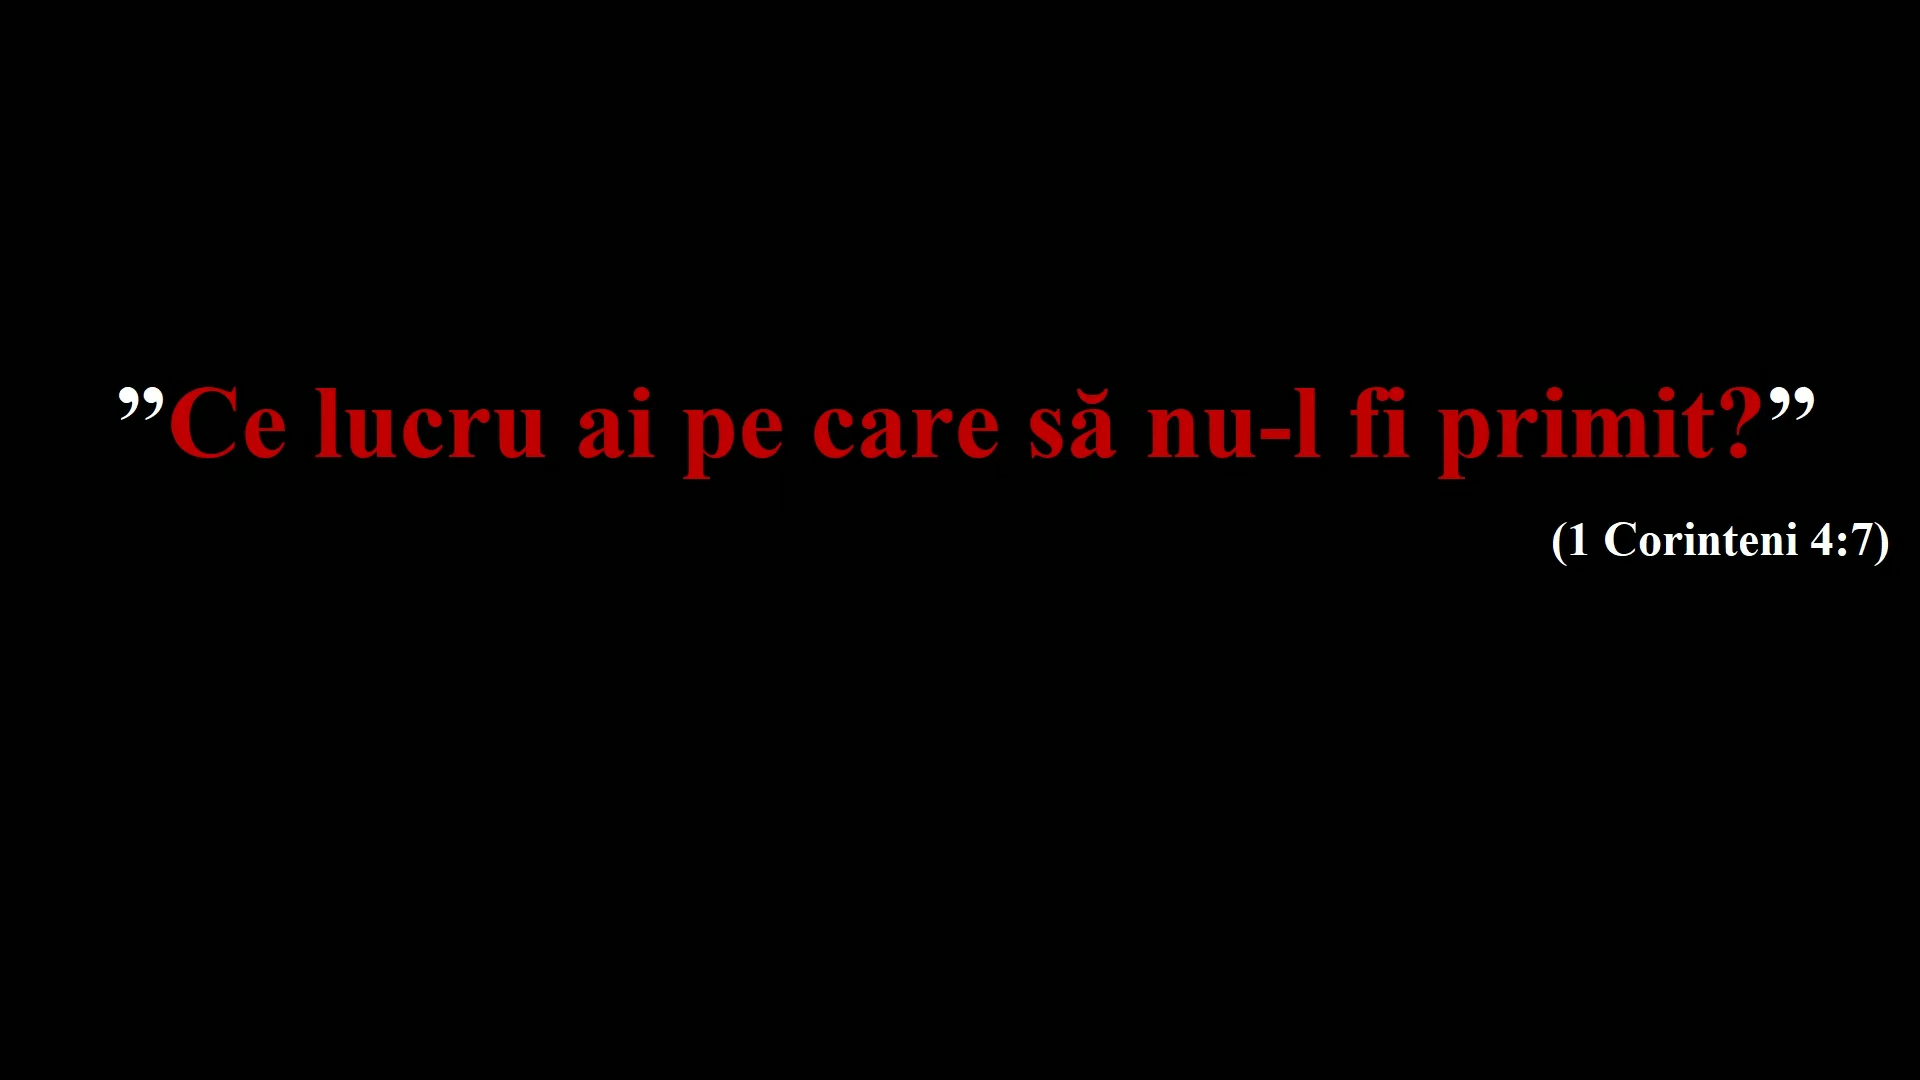 ”Ce lucru ai pe care să nu-l fi primit?”
(1 Corinteni 4:7)